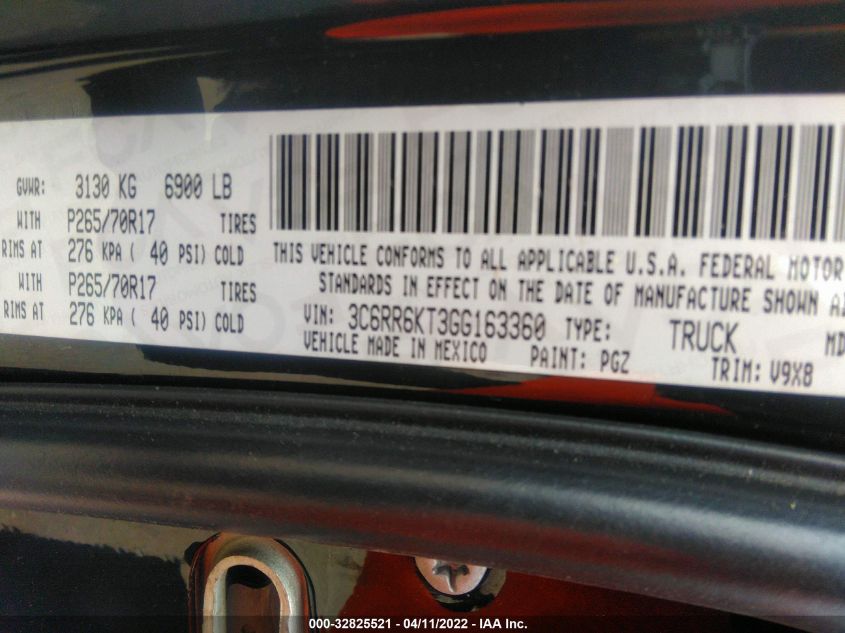 GVWR: 3130 KG 6900 LB
WITH P265/70R17 TIRES
RIMS AT 276 KPA ( 40 PSI) COLD
WITH P265/70R17 TIRES
RIMS AT 276 KPA ( 40 PSI) COLD
THIS VEHICLE CONFORMS TO ALL APPLICABLE U.S.A. FEDERAL MOTOR
STANDARDS IN EFFECT ON THE DATE OF MANUFACTURE SHOWN
VIN: 3C6RR6KT3GG163360 TYPE: TRUCK MD
VEHICLE MADE IN MEXICO PAINT: PGZ TRIM: V9X8
000-32825521 - 04/11/2022 - IAA Inc.